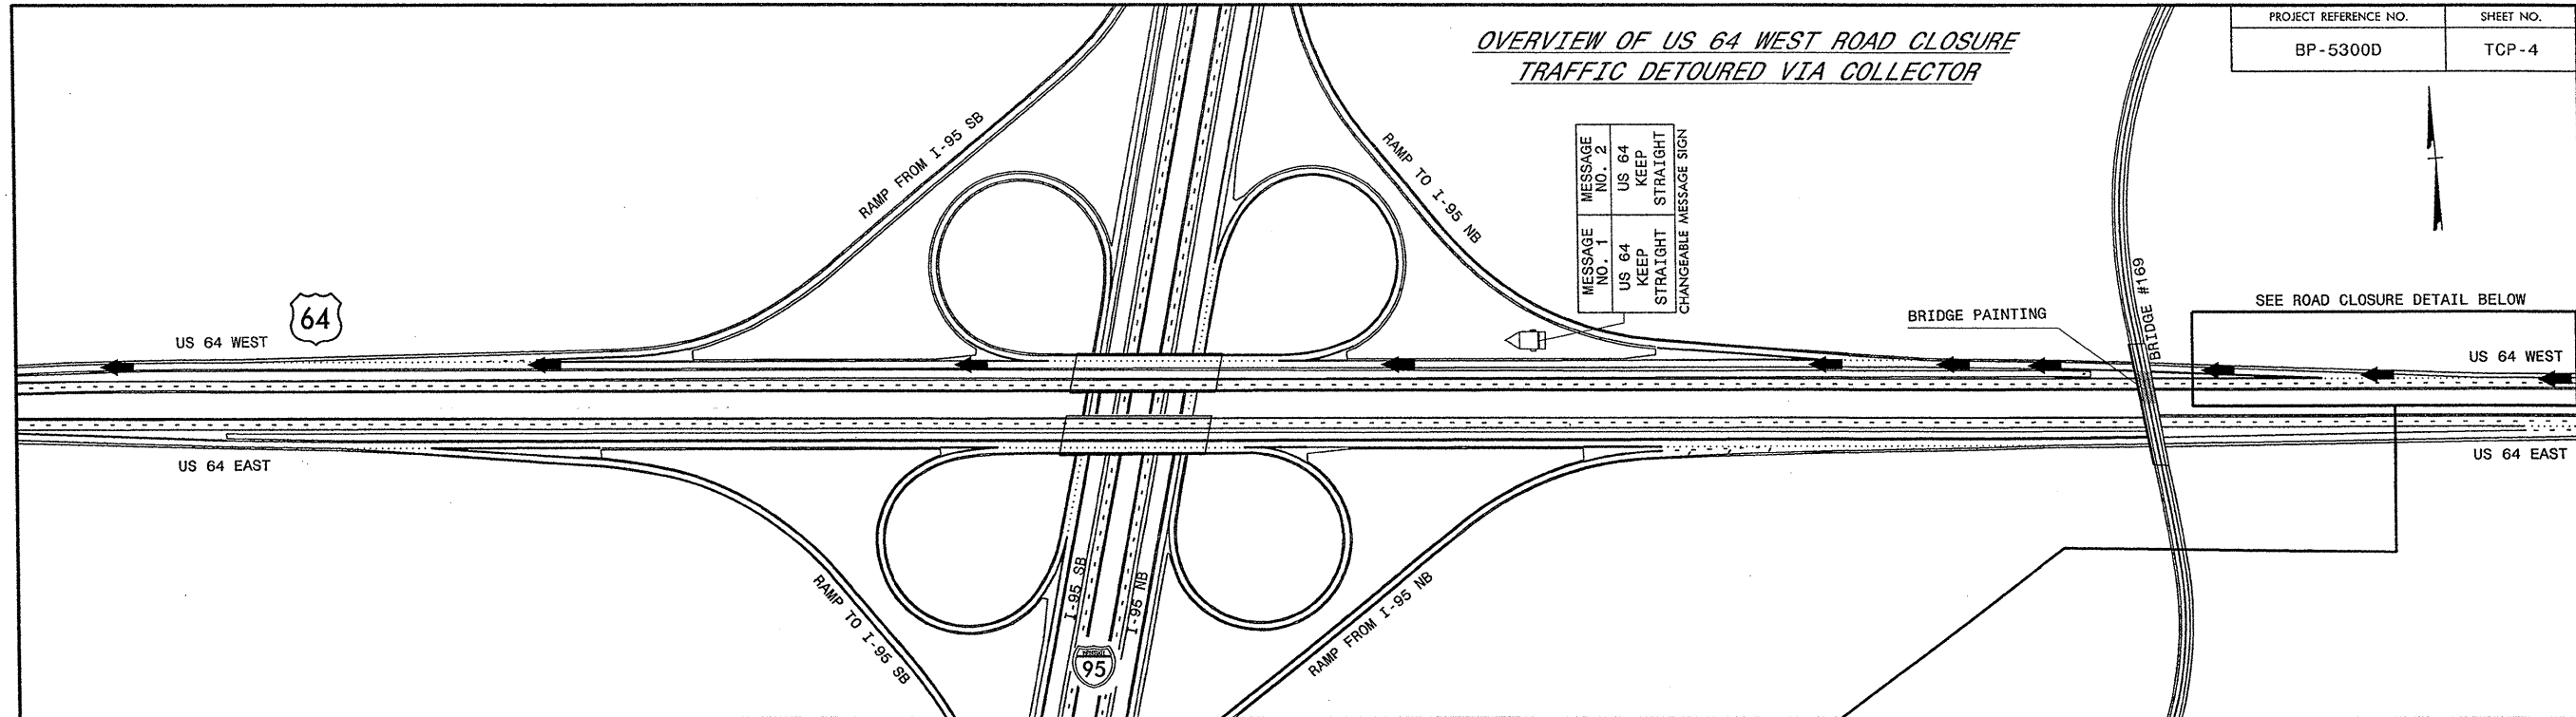 OVERVIEW OF US 64 WEST ROAD CLOSURE
TRAFFIC DETOURED VIA COLLECTOR
PROJECT REFERENCE NO.
SHEET NO.
BP-5300D
TCP-4
RAMP FROM I-95 SB
RAMP TO I-95 NB
MESSAGE
NO. 1
US 64
KEEP
STRAIGHT
MESSAGE
NO. 2
US 64
KEEP
STRAIGHT
CHANGEABLE MESSAGE SIGN
BRIDGE PAINTING
BRIDGE #169
SEE ROAD CLOSURE DETAIL BELOW
64
US 64 WEST
US 64 WEST
US 64 EAST
US 64 EAST
RAMP TO I-95 SB
I-95 SB
I-95 NB
RAMP FROM I-95 NB
95